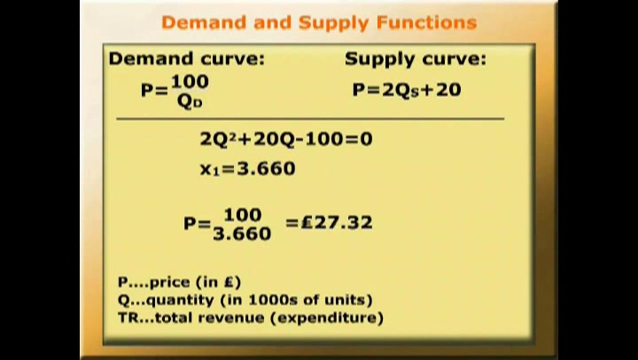 Demand and Supply Functions
Demand curve: Supply curve:
P=100/QD P=2QS+20
2Q²+20Q-100=0
x1=3.660
P=100/3.660 =£27.32
P....price (in £)
Q...quantity (in 1000s of units)
TR...total revenue (expenditure)